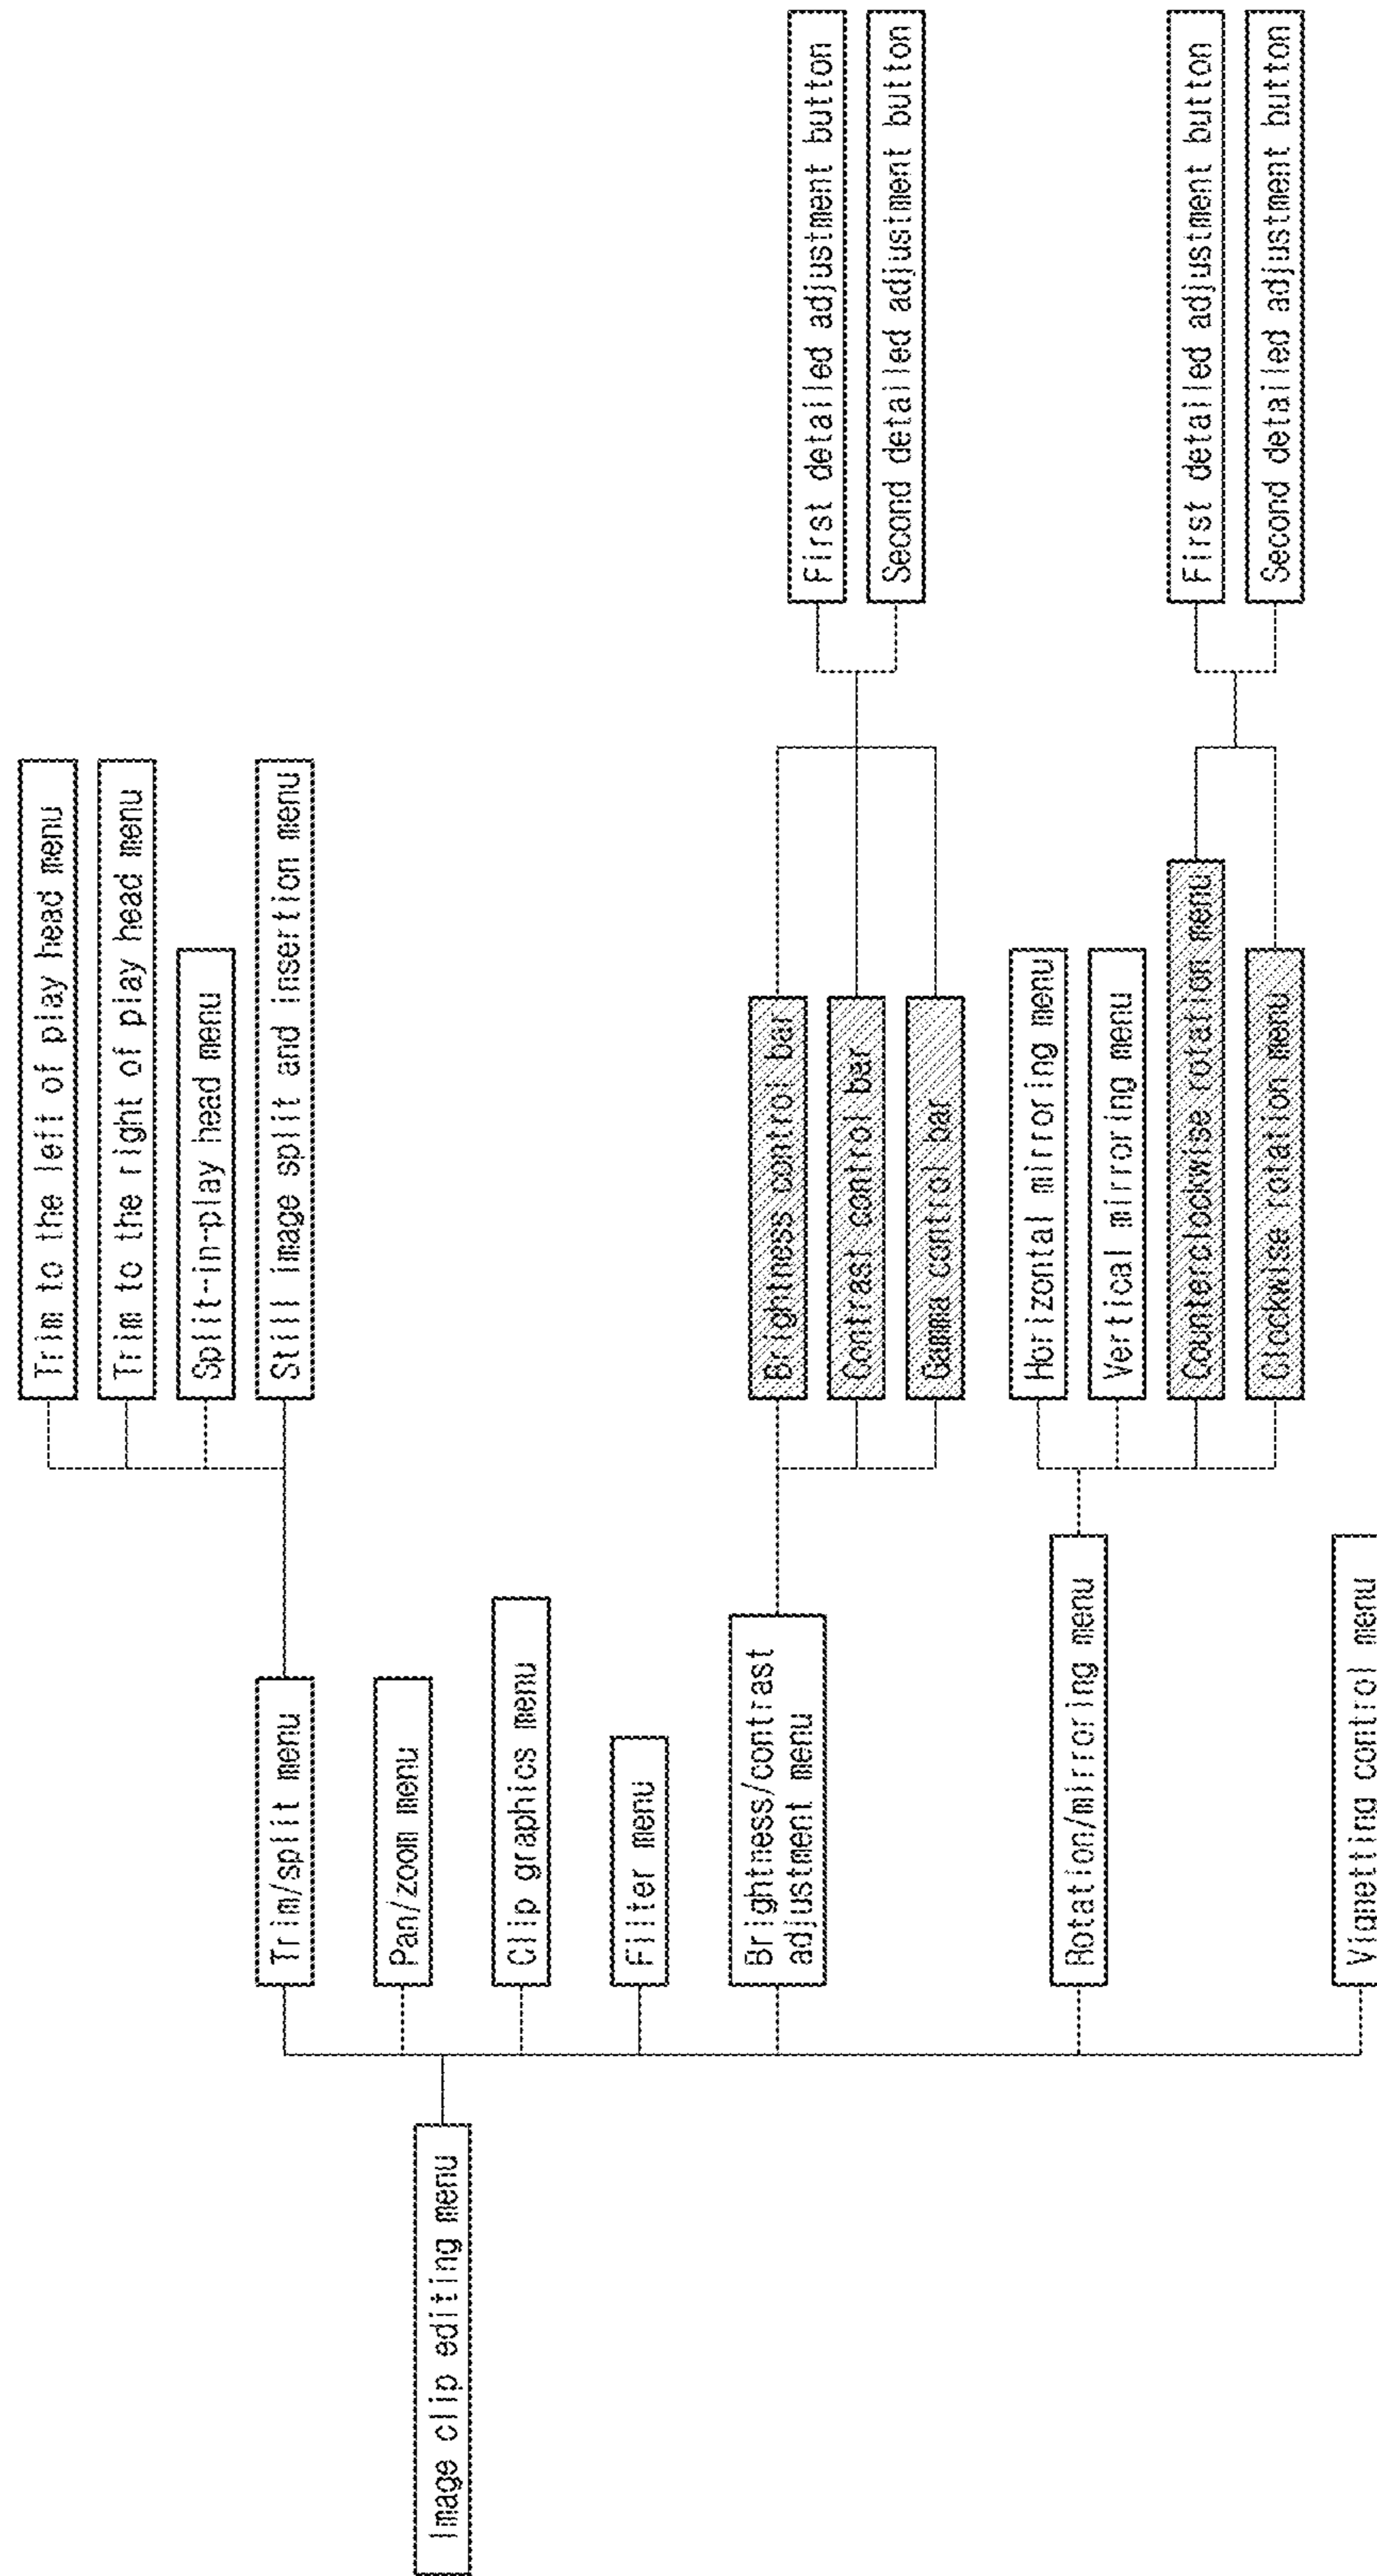 Image clip editing menu
Trim/split menu
Trim to the left of play head menu
Trim to the right of play head menu
Split-in-play head menu
Still image split and insertion menu
Pan/zoom menu
Clip graphics menu
Filter menu
Brightness/contrast
adjustment menu
Brightness control bar
Contrast control bar
Gamma control bar
First detailed adjustment button
Second detailed adjustment button
Rotation/mirroring menu
Horizontal mirroring menu
Vertical mirroring menu
Counterclockwise rotation menu
Clockwise rotation menu
First detailed adjustment button
Second detailed adjustment button
Vignetting control menu